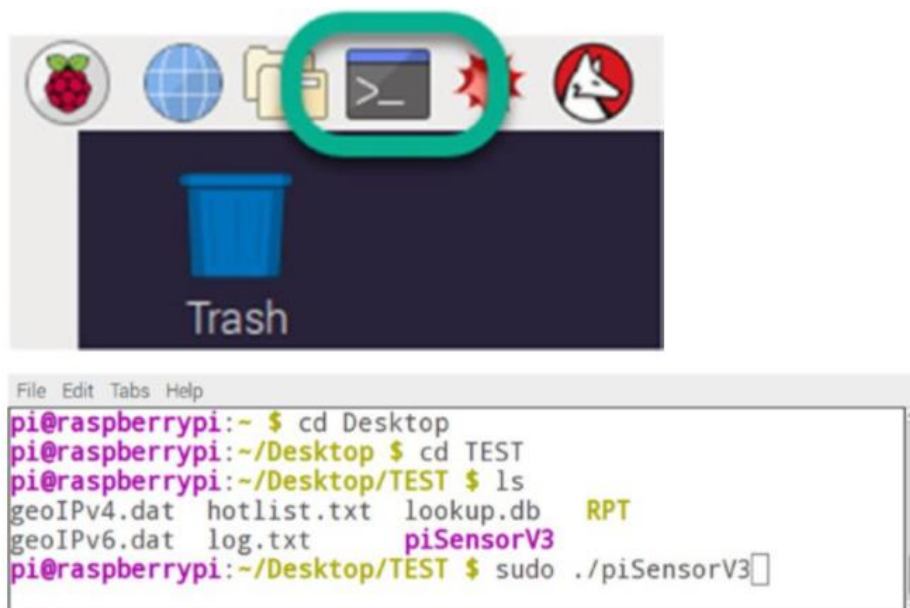 >_
Trash
File Edit Tabs Help
pi@raspberrypi:~ $ cd Desktop
pi@raspberrypi:~/Desktop $ cd TEST
pi@raspberrypi:~/Desktop/TEST $ ls
geoIPv4.dat hotlist.txt lookup.db RPT
geoIPv6.dat log.txt piSensorV3
pi@raspberrypi:~/Desktop/TEST $ sudo ./piSensorV3